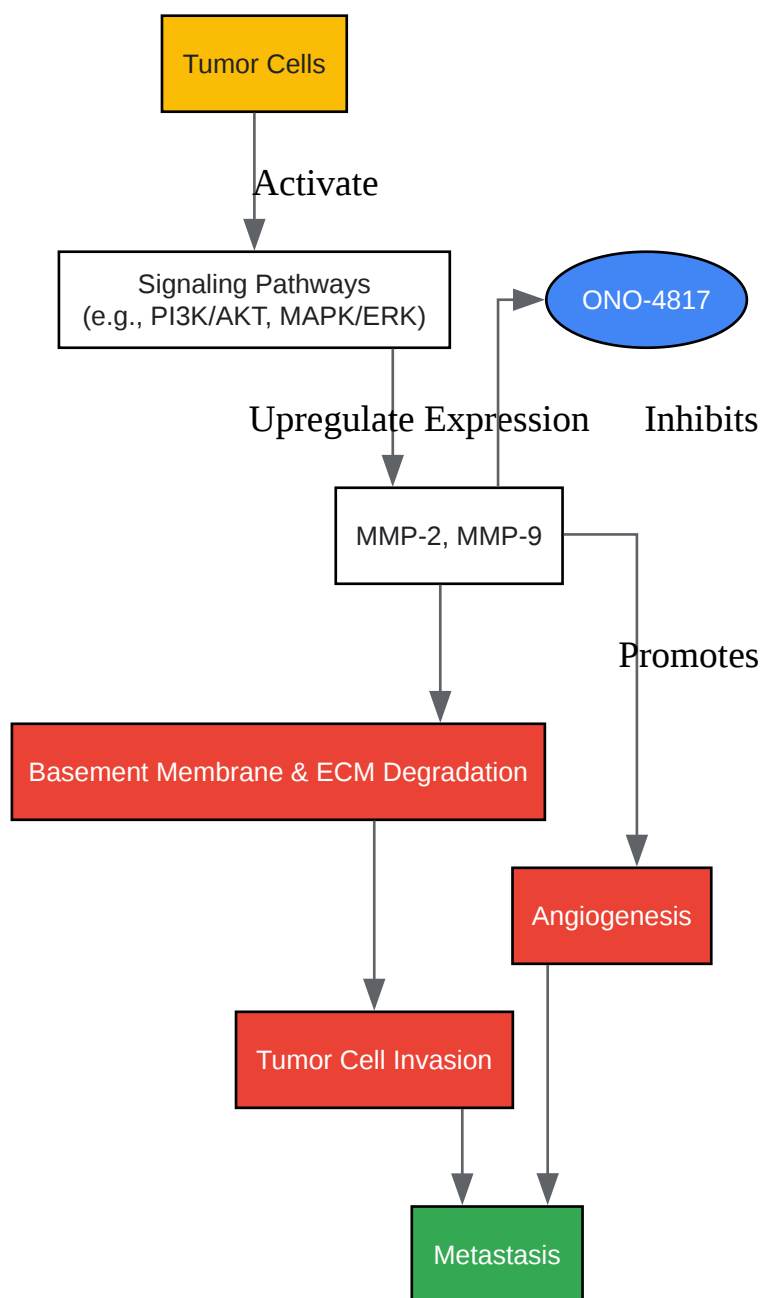 Tumor Cells
Activate
Signaling Pathways
(e.g., PI3K/AKT, MAPK/ERK)
ONO-4817
Upregulate Expression
Inhibits
MMP-2, MMP-9
Promotes
Basement Membrane & ECM Degradation
Angiogenesis
Tumor Cell Invasion
Metastasis